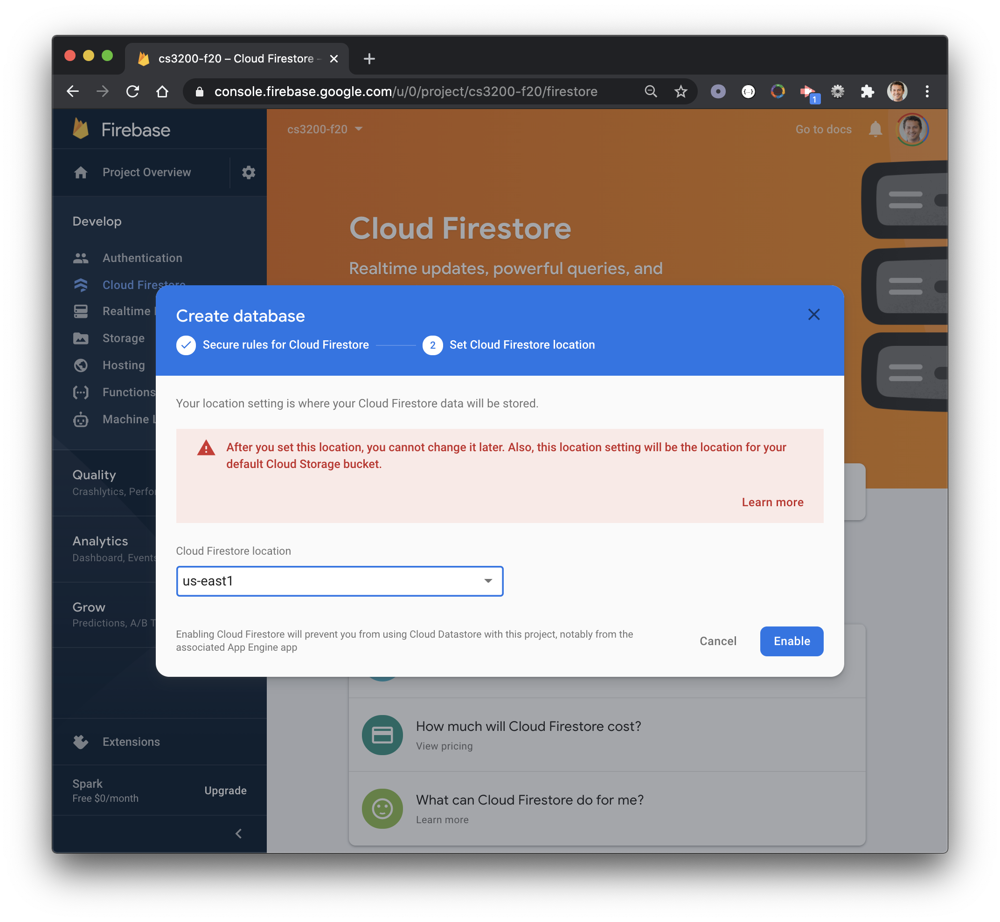 cs3200-f20 – Cloud Firestore
console.firebase.google.com/u/0/project/cs3200-f20/firestore
1
Firebase
cs3200-f20
Go to docs
Project Overview
Develop
Authentication
Cloud Firestore
Realtime
Storage
Hosting
Functions
Machine
Quality
Crashlytics,
Analytics
Dashboard, Events
Grow
Predictions, A/B
Extensions
Spark
Free $0/month
Upgrade
Cloud Firestore
Realtime updates, powerful queries, and
Create database
Secure rules for Cloud Firestore
2 Set Cloud Firestore location
Your location setting is where your Cloud Firestore data will be stored.
After you set this location, you cannot change it later. Also, this location setting will be the location for your
default Cloud Storage bucket.
Learn more
Cloud Firestore location
us-east1
Enabling Cloud Firestore will prevent you from using Cloud Datastore with this project, notably from the
associated App Engine app
Cancel
Enable
How much will Cloud Firestore cost?
View pricing
What can Cloud Firestore do for me?
Learn more